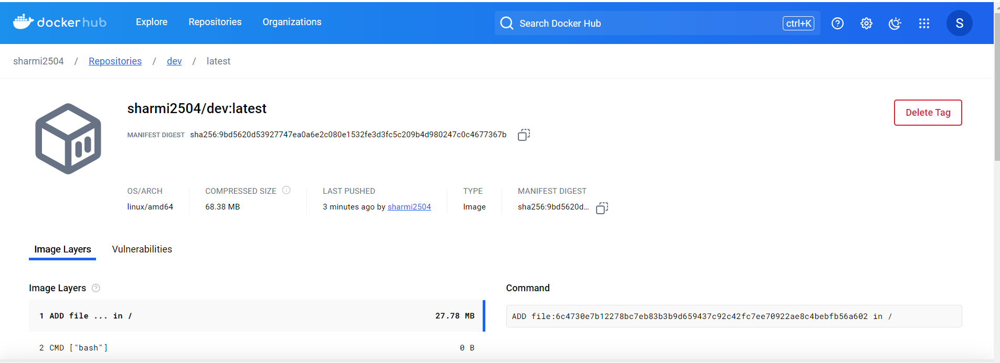 dockerhub Explore Repositories Organizations Search Docker Hub ctrl+K S
sharmi2504 / Repositories / dev / latest
sharmi2504/dev:latest
Delete Tag
MANIFEST DIGEST sha256:9bd5620d53927747ea0a6e2c080e1532fe3d3fc5c209b4d980247c0c4677367b
OS/ARCH COMPRESSED SIZE LAST PUSHED TYPE MANIFEST DIGEST
linux/amd64 68.38 MB 3 minutes ago by sharmi2504 Image sha256:9bd5620d...
Image Layers Vulnerabilities
Image Layers Command
1 ADD file ... in / 27.78 MB ADD file:6c4730e7b12278bc7eb83b3b9d659437c92c42fc7ee70922ae8c4bebfb56a602 in /
2 CMD ["bash"] 0 B